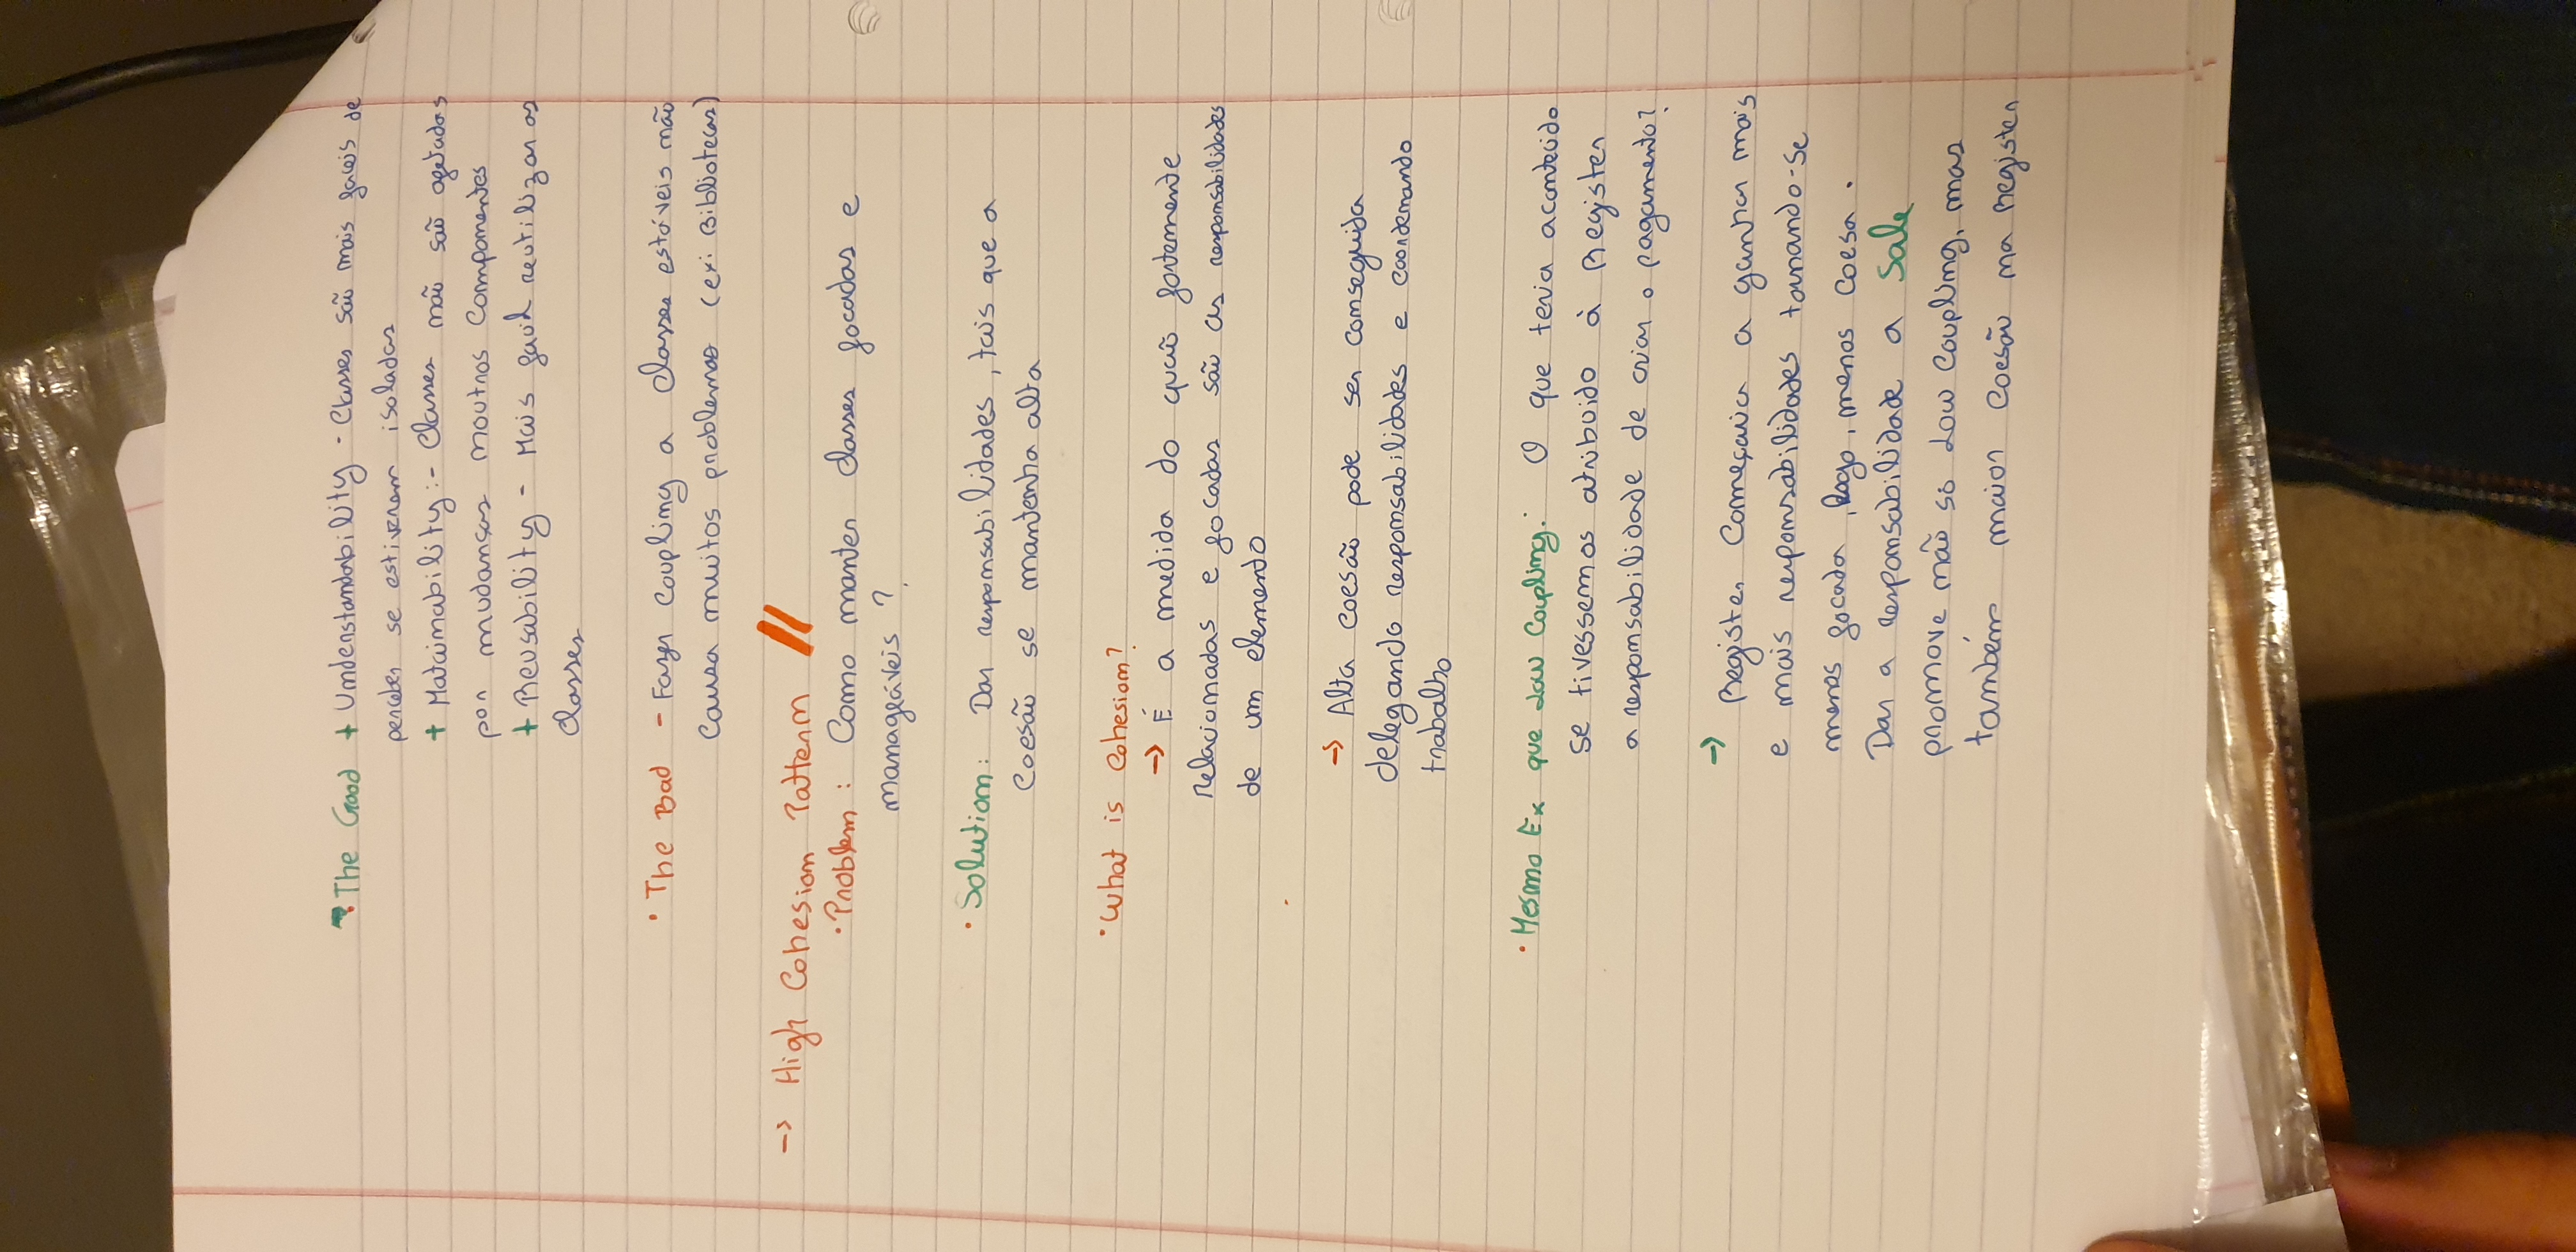 • The Good + Understandability - Classes são mais faceis de
perceber se estiverem isoladas
+ Mataimability :- Classes não são afetadas
por mudanças noutros componentes
+ Reusability - Mais facil reutilizar as
classes
• The Bad - Fazer coupling a classes estáveis não
causa muitos problemas (ex: Bibliotecas)
-> High Cohesion Pattern
• Problem : Como manter classes focadas e
manageáveis ?
• Solution : Dar responsabilidades, tais que a
coesão se mantenha alta
• What is Cohesion?
-> É a medida do quão fortemente
relacionadas e focadas são as responsabilidades
de um elemento
-> Alta coesão pode ser conseguida
delegando responsabilidades e coordenando
trabalho
• Mesmo Ex que Low Coupling: O que teria acontecido
se tivessemos atribuido à Register
a responsabilidade de criar o pagamento?
-> Register começaria a ganhar mais
e mais responsabilidades tornando-se
menos focada, logo, menos coesa.
Dar a responsabilidade a Sale
promove não só Low Coupling, mas
também maior coesão na Register